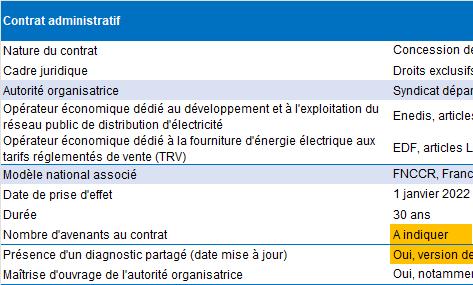 Contrat administratif
Nature du contrat Concession de
Cadre juridique Droits exclusifs
Autorité organisatrice Syndicat dépar
Opérateur économique dédié au développement et à l'exploitation du
réseau public de distribution d'électricité Enedis, articles
Opérateur économique dédié à la fourniture d'énergie électrique aux
tarifs réglementés de vente (TRV) EDF, articles L
Modèle national associé FNCCR, Franc
Date de prise d'effet 1 janvier 2022
Durée 30 ans
Nombre d'avenants au contrat A indiquer
Présence d'un diagnostic partagé (date mise à jour) Oui, version de
Maîtrise d'ouvrage de l'autorité organisatrice Oui, notammer